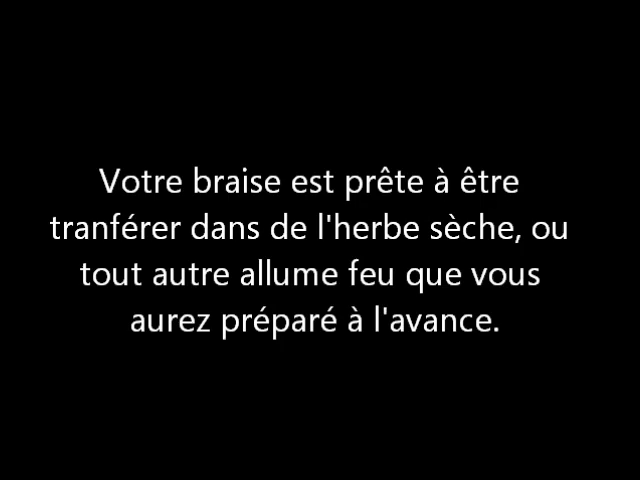 Votre braise est prête à être
tranférer dans de l'herbe sèche, ou
tout autre allume feu que vous
aurez préparé à l'avance.